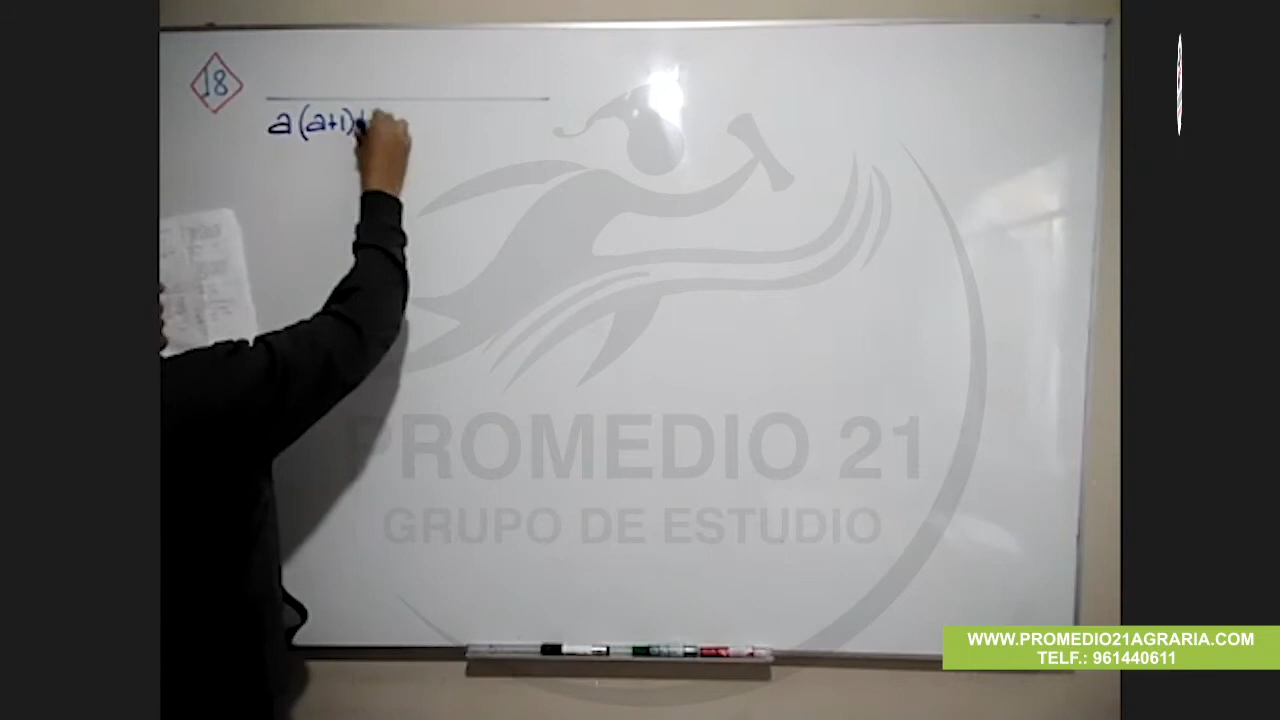 18
a(a+1)
PROMEDIO 21
GRUPO DE ESTUDIO
WWW.PROMEDIO21AGRARIA.COM
TELF.: 961440611